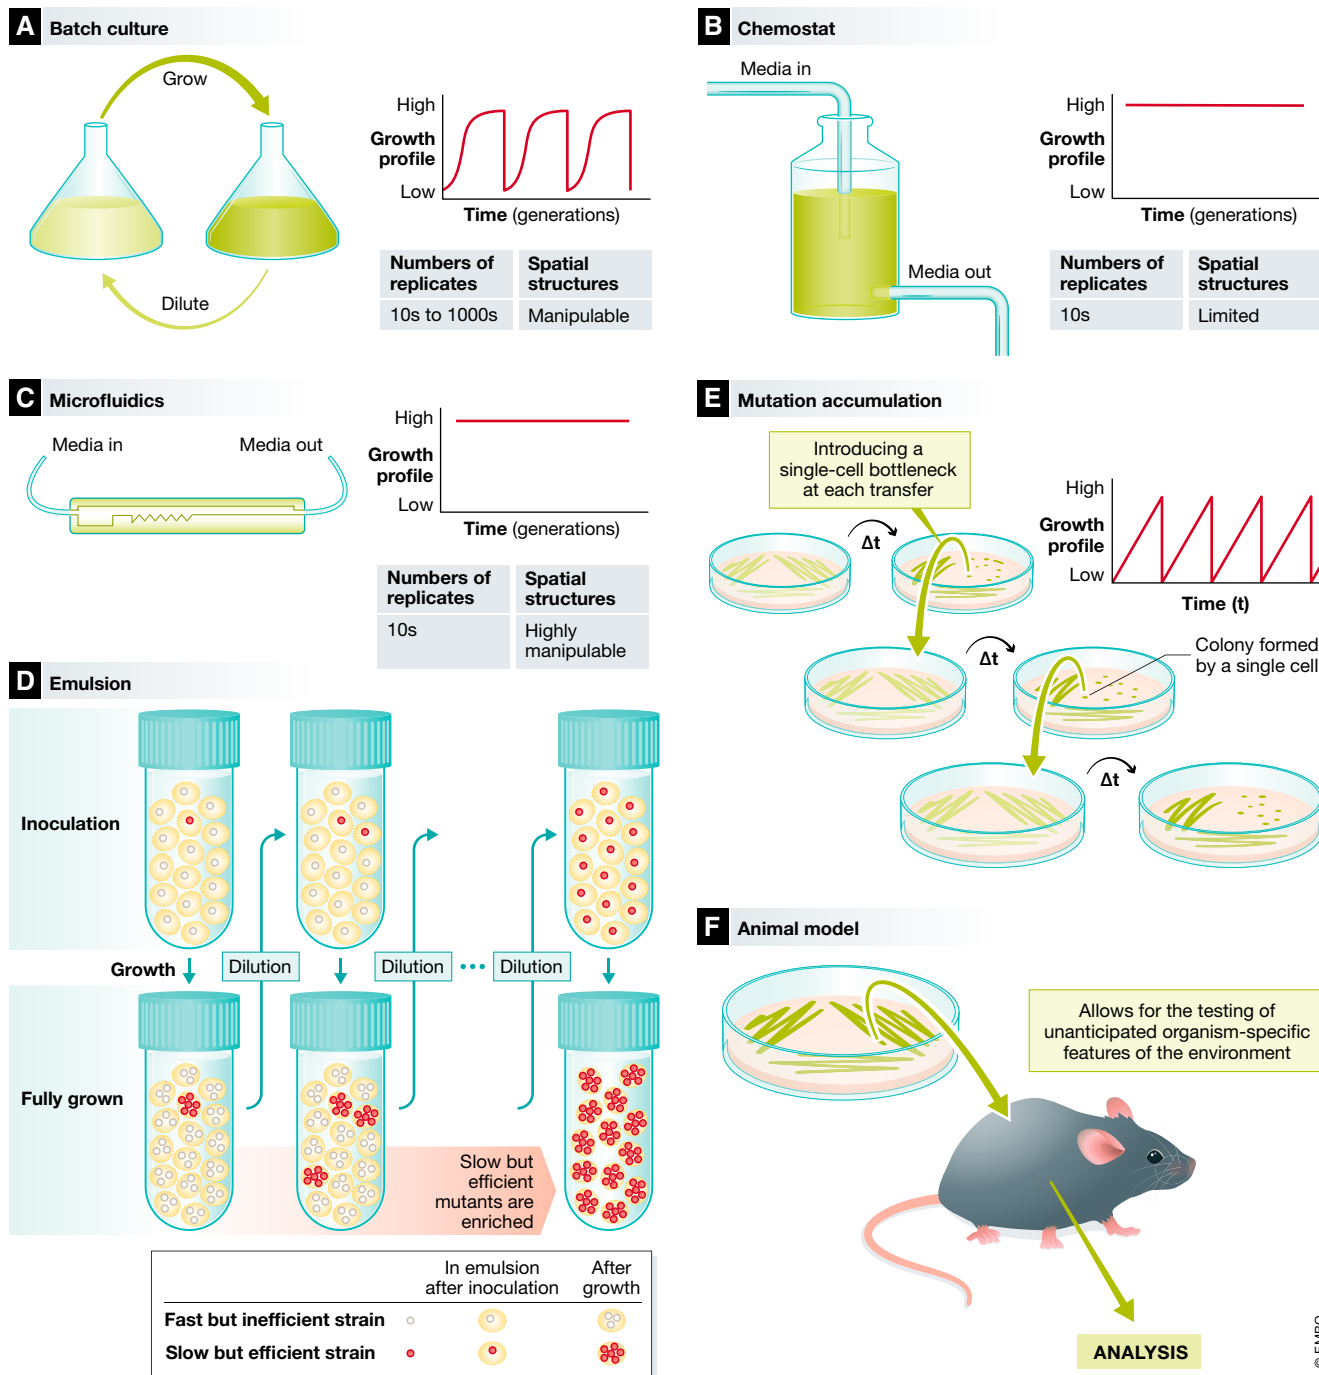 A Batch culture
Grow
Dilute
High
Growth
profile
Low
Time (generations)
Numbers of
replicates
Spatial
structures
10s to 1000s
Manipulable
B Chemostat
Media in
Media out
High
Growth
profile
Low
Time (generations)
Numbers of
replicates
Spatial
structures
10s
Limited
C Microfluidics
Media in
Media out
High
Growth
profile
Low
Time (generations)
Numbers of
replicates
Spatial
structures
10s
Highly
manipulable
D Emulsion
Inoculation
Growth
Dilution
Dilution
•••
Dilution
Fully grown
Slow but
efficient
mutants are
enriched
In emulsion
after inoculation
After
growth
Fast but inefficient strain
Slow but efficient strain
E Mutation accumulation
Introducing a
single-cell bottleneck
at each transfer
Δt
High
Growth
profile
Low
Time (t)
Δt
Colony formed
by a single cell
Δt
F Animal model
Allows for the testing of
unanticipated organism-specific
features of the environment
ANALYSIS
© EMBO